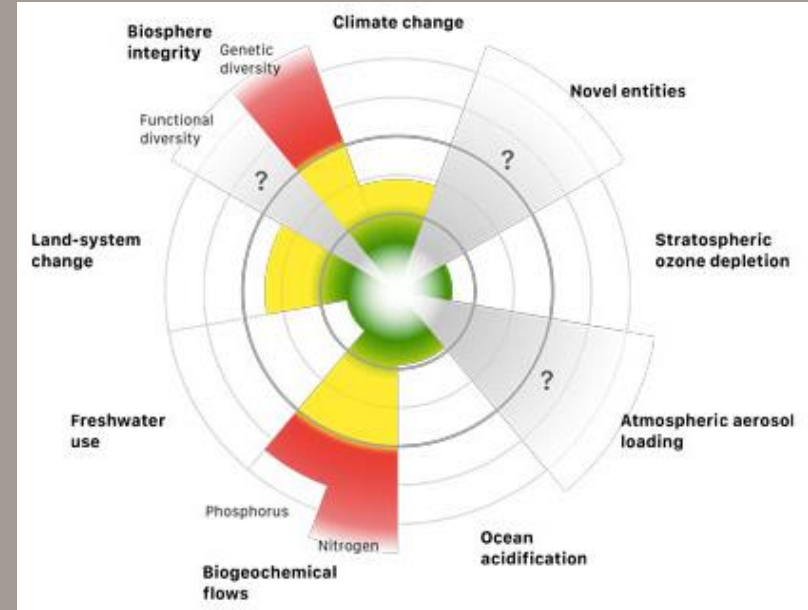 Climate change
Biosphere
integrity
Genetic
diversity
Functional
diversity
?
?
Novel entities
Land-system
change
Stratospheric
ozone depletion
?
Freshwater
use
Atmospheric aerosol
loading
Phosphorus
Nitrogen
Biogeochemical
flows
Ocean
acidification